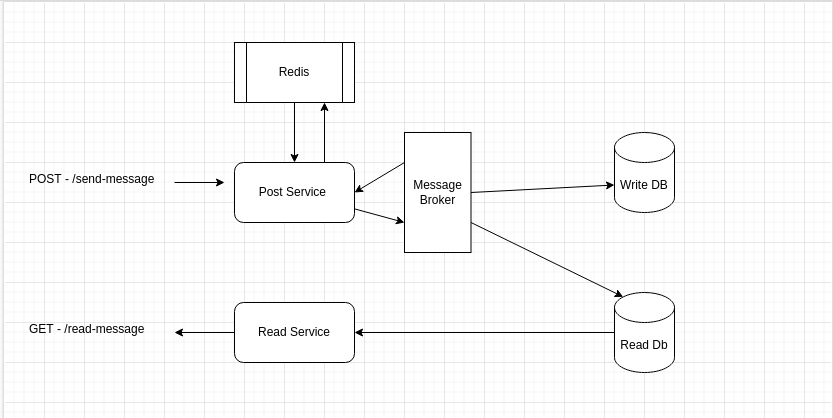 Redis
POST - /send-message
Post Service
Message
Broker
Write DB
GET - /read-message
Read Service
Read Db